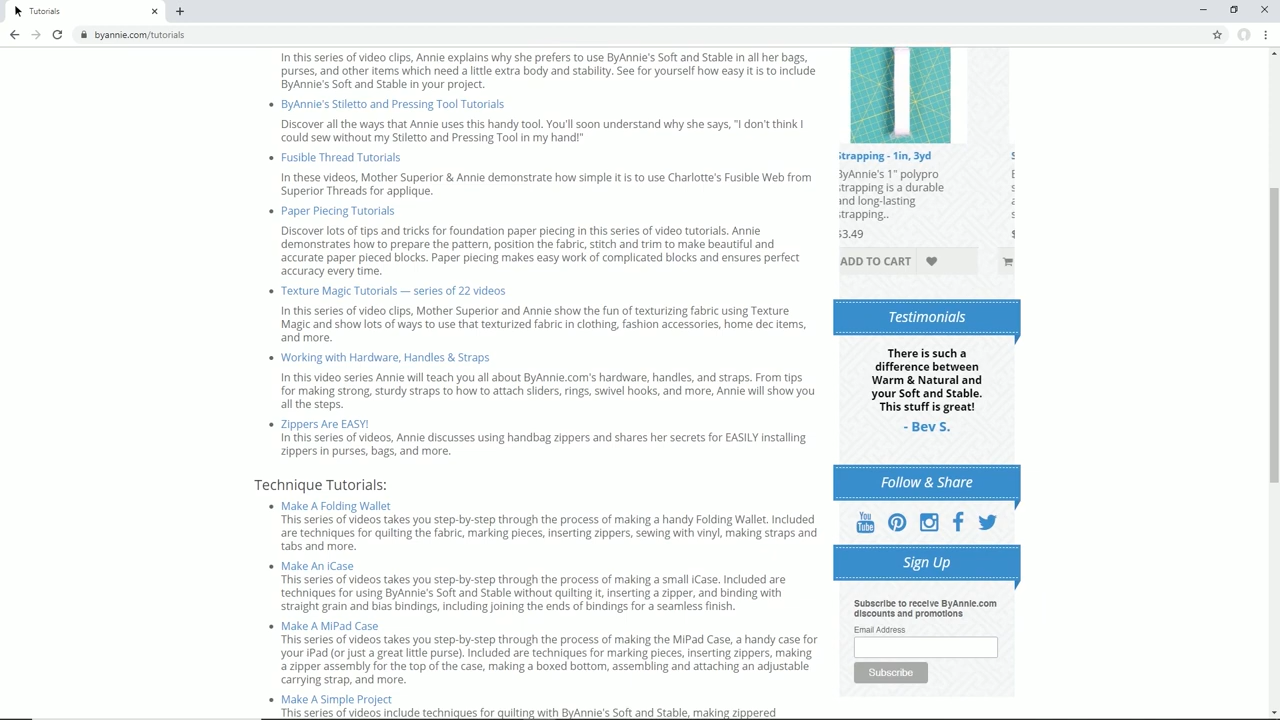 Tutorials
byannie.com/tutorials
In this series of video clips, Annie explains why she prefers to use ByAnnie's Soft and Stable in all her bags,
purses, and other items which need a little extra body and stability. See for yourself how easy it is to include
ByAnnie's Soft and Stable in your project.
ByAnnie's Stiletto and Pressing Tool Tutorials
Discover all the ways that Annie uses this handy tool. You'll soon understand why she says, "I don't think I
could sew without my Stiletto and Pressing Tool in my hand!"
Fusible Thread Tutorials
In these videos, Mother Superior & Annie demonstrate how simple it is to use Charlotte's Fusible Web from
Superior Threads for applique.
Paper Piecing Tutorials
Discover lots of tips and tricks for foundation paper piecing in this series of video tutorials. Annie
demonstrates how to prepare the pattern, position the fabric, stitch and trim to make beautiful and
accurate paper pieced blocks. Paper piecing makes easy work of complicated blocks and ensures perfect
accuracy every time.
Texture Magic Tutorials — series of 22 videos
In this series of video clips, Mother Superior and Annie show the fun of texturizing fabric using Texture
Magic and show lots of ways to use that texturized fabric in clothing, fashion accessories, home dec items,
and more.
Working with Hardware, Handles & Straps
In this video series Annie will teach you all about ByAnnie.com's hardware, handles, and straps. From tips
for making strong, sturdy straps to how to attach sliders, rings, swivel hooks, and more, Annie will show you
all the steps.
Zippers Are EASY!
In this series of videos, Annie discusses using handbag zippers and shares her secrets for EASILY installing
zippers in purses, bags, and more.
Technique Tutorials:
Make A Folding Wallet
This series of videos takes you step-by-step through the process of making a handy Folding Wallet. Included
are techniques for quilting the fabric, marking pieces, inserting zippers, sewing with vinyl, making straps and
tabs and more.
Make An iCase
This series of videos takes you step-by-step through the process of making a small iCase. Included are
techniques for using ByAnnie's Soft and Stable without quilting it, inserting a zipper, and binding with
straight grain and bias bindings, including joining the ends of bindings for a seamless finish.
Make A MiPad Case
This series of videos takes you step-by-step through the process of making the MiPad Case, a handy case for
your iPad (or just a great little purse). Included are techniques for marking pieces, inserting zippers, making
a zipper assembly for the top of the case, making a boxed bottom, assembling and attaching an adjustable
carrying strap, and more.
Make A Simple Project
This series of videos include techniques for quilting with ByAnnie's Soft and Stable, making zippered
Strapping - 1in, 3yd
ByAnnie's 1" polypro
strapping is a durable
and long-lasting
strapping..
$3.49
ADD TO CART
Testimonials
There is such a
difference between
Warm & Natural and
your Soft and Stable.
This stuff is great!
- Bev S.
Follow & Share
You
Tube
Sign Up
Subscribe to receive ByAnnie.com
discounts and promotions
Email Address
Subscribe